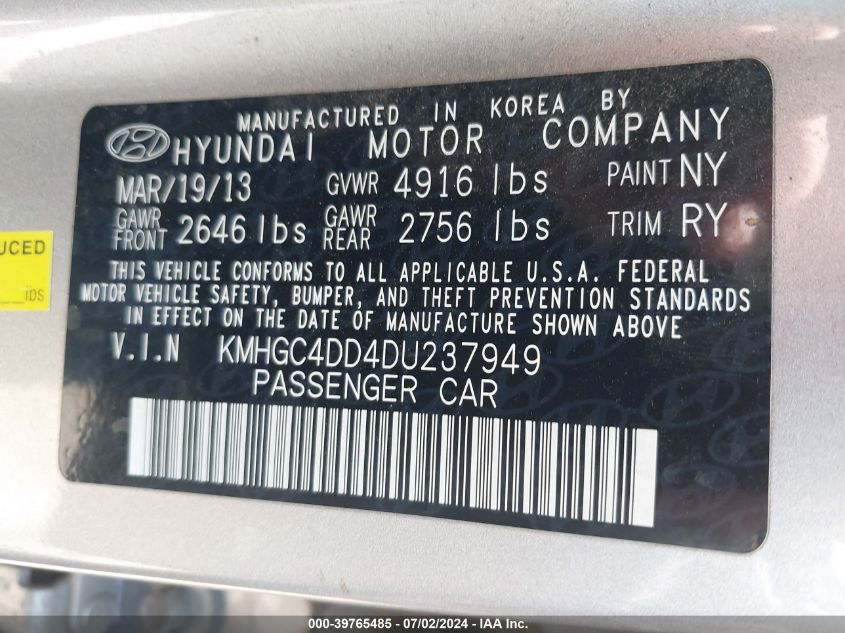 MANUFACTURED IN KOREA BY
HYUNDAI MOTOR COMPANY
MAR/19/13 GVWR 4916 lbs PAINT NY
GAWR FRONT 2646 lbs GAWR REAR 2756 lbs TRIM RY
THIS VEHICLE CONFORMS TO ALL APPLICABLE U.S.A. FEDERAL
MOTOR VEHICLE SAFETY, BUMPER, AND THEFT PREVENTION STANDARDS
IN EFFECT ON THE DATE OF MANUFACTURE SHOWN ABOVE
V.I.N KMHGC4DD4DU237949
PASSENGER CAR
UCED
IDS
000-39765485 - 07/02/2024 - IAA Inc.